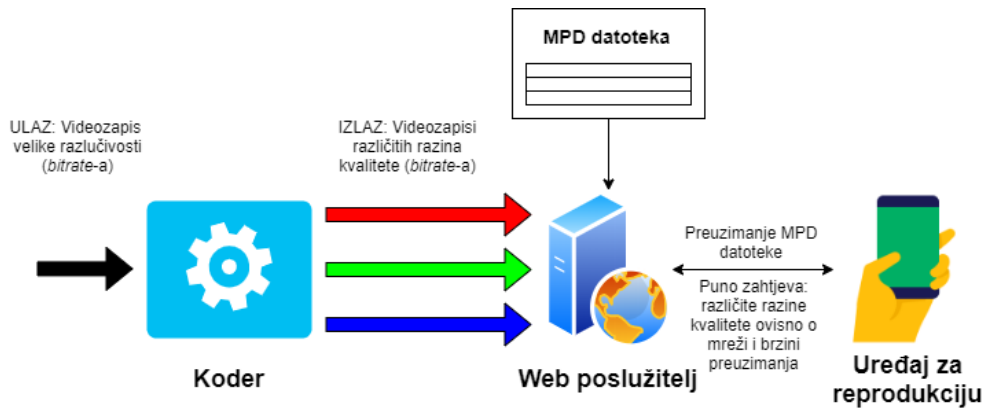 MPD datoteka
ULAZ: Videozapis
velike razlučivosti
(bitrate-a)
IZLAZ: Videozapisi
različitih razina
kvalitete (bitrate-a)
Preuzimanje MPD
datoteke
Puno zahtjeva:
različite razine
kvalitete ovisno o
mreži i brzini
preuzimanja
Koder
Web poslužitelj
Uređaj za
reprodukciju